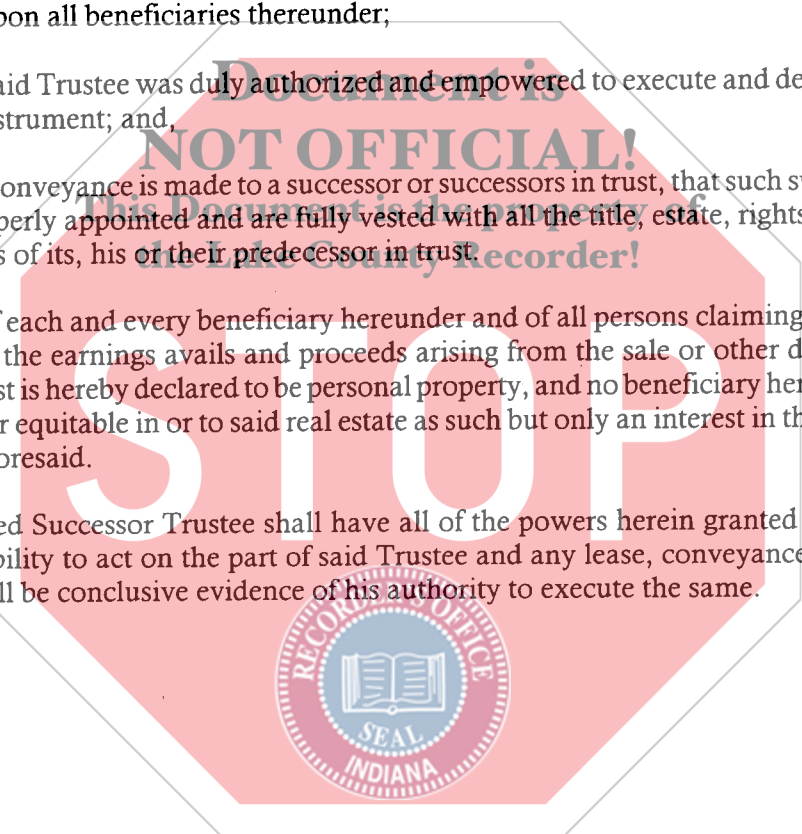 pon all beneficiaries thereunder;
aid Trustee was duly authorized and empowered to execute and de
strument; and,
onveyance is made to a successor or successors in trust, that such s
perly appointed and are fully vested with all the title, estate, rights
s of its, his or their predecessor in trust.
f each and every beneficiary hereunder and of all persons claiming
the earnings avails and proceeds arising from the sale or other d
st is hereby declared to be personal property, and no beneficiary her
r equitable in or to said real estate as such but only an interest in th
oresaid.
ed Successor Trustee shall have all of the powers herein granted
bility to act on the part of said Trustee and any lease, conveyance
ll be conclusive evidence of his authority to execute the same.
Document is
NOT OFFICIAL!
This Document is the property of
the Lake County Recorder!
STOP
RECORDER'S OFFICE
SEAL
INDIANA